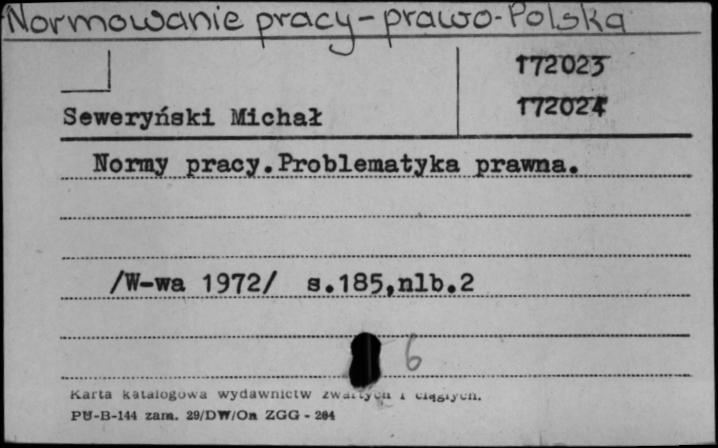 Normowanie pracy-prawo-Polska
172023
172024
Seweryński Michał
Normy pracy.Problematyka prawna.
/W-wa 1972/ s.185,nlb.2
6
Karta katalogowa wydawnictw zwartych i ciągłych.
PU-B-144 zam. 29/DW/On ZGG - 204